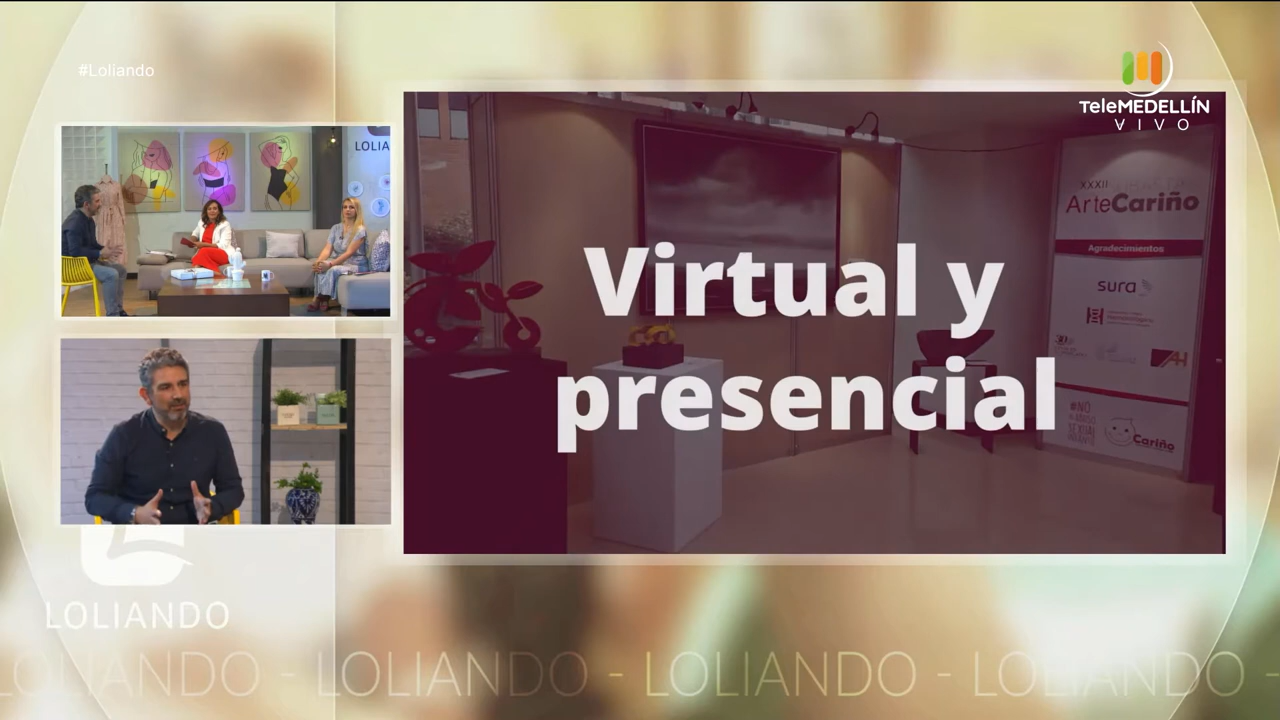 #Loliando
TeleMEDELLÍN
VIVO
LOLIA
XXXII
ArteCariño
Agradecimientos
sura
Virtual y
presencial
#NO
Cariño
LOLIANDO
LOLIANDO - LOLIANDO - LOLIANDO - LOLIANDO -